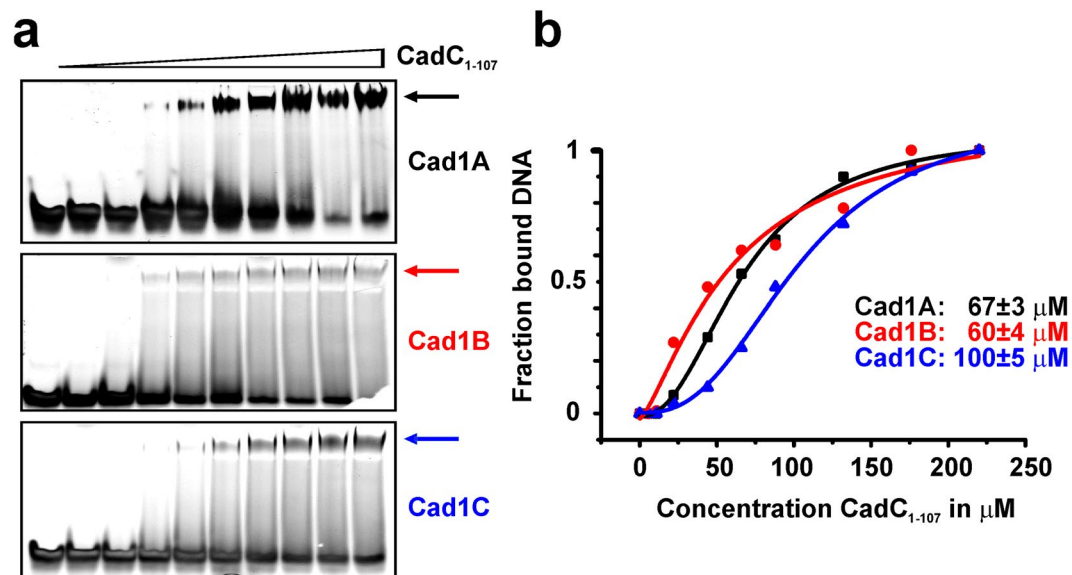 a
CadC1-107
Cad1A
Cad1B
Cad1C
b
Fraction bound DNA
1
0.5
0
0 50 100 150 200 250
Concentration CadC1-107 in μM
Cad1A: 67±3 μM
Cad1B: 60±4 μM
Cad1C: 100±5 μM